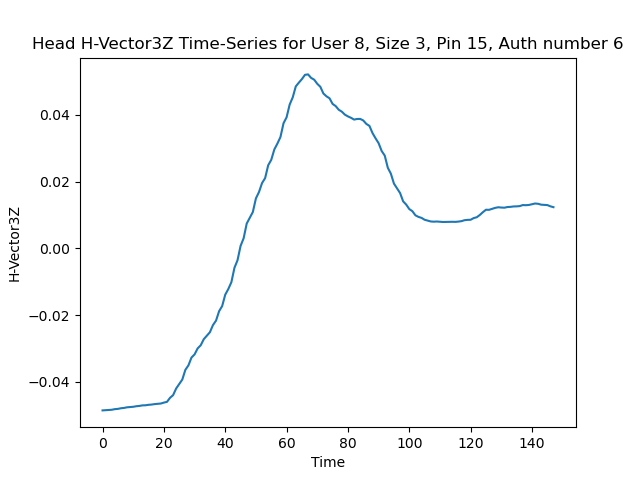 Head H-Vector3Z Time-Series for User 8, Size 3, Pin 15, Auth number 6
0.04
0.02
0.00
−0.02
−0.04
H-Vector3Z
0 20 40 60 80 100 120 140
Time